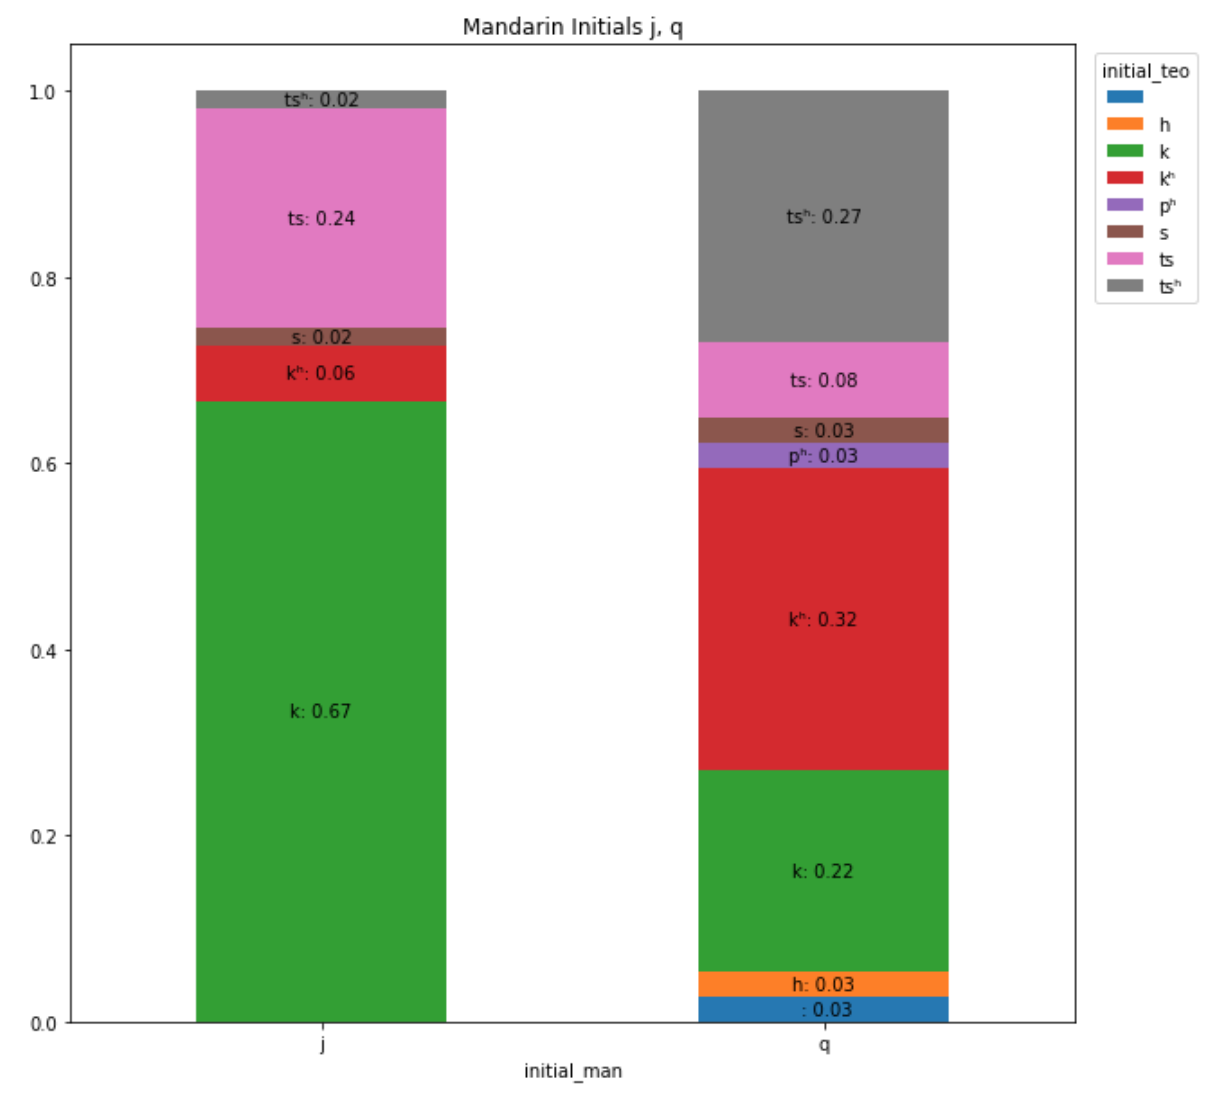 Mandarin Initials j, q
1.0
0.8
0.6
0.4
0.2
0.0
tsʰ: 0.02
ts: 0.24
s: 0.02
kʰ: 0.06
k: 0.67
tsʰ: 0.27
ts: 0.08
s: 0.03
pʰ: 0.03
kʰ: 0.32
k: 0.22
h: 0.03
: 0.03
j
q
initial_man
initial_teo
h
k
kʰ
pʰ
s
ts
tsʰ